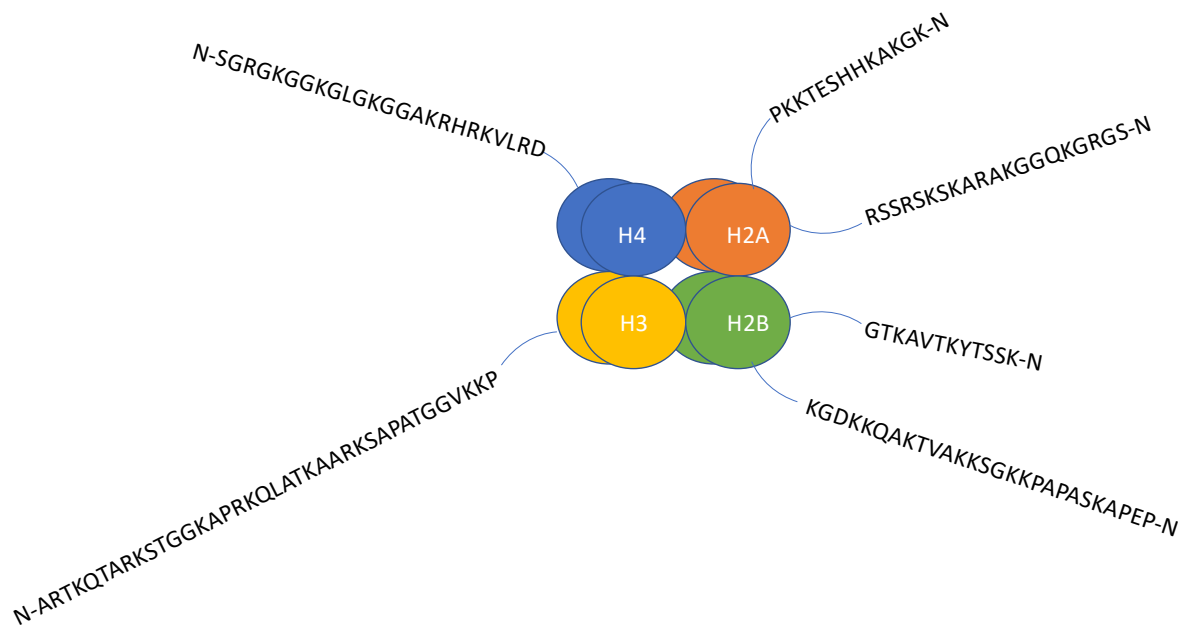 N-SGRGKGGKGLGKGGAKRHRKVLRD
PKKTESHHKAKGK-N
RSSRSKSKARAKGGQKGRGS-N
H4
H2A
H3
H2B
GTKAVTKYTSSK-N
KGDKKQAKTVAKKSGKKPAPASKAPEP-N
N-ARTKQTARKSTGGKAPRKQLATKAARKSAPATGGVKKP